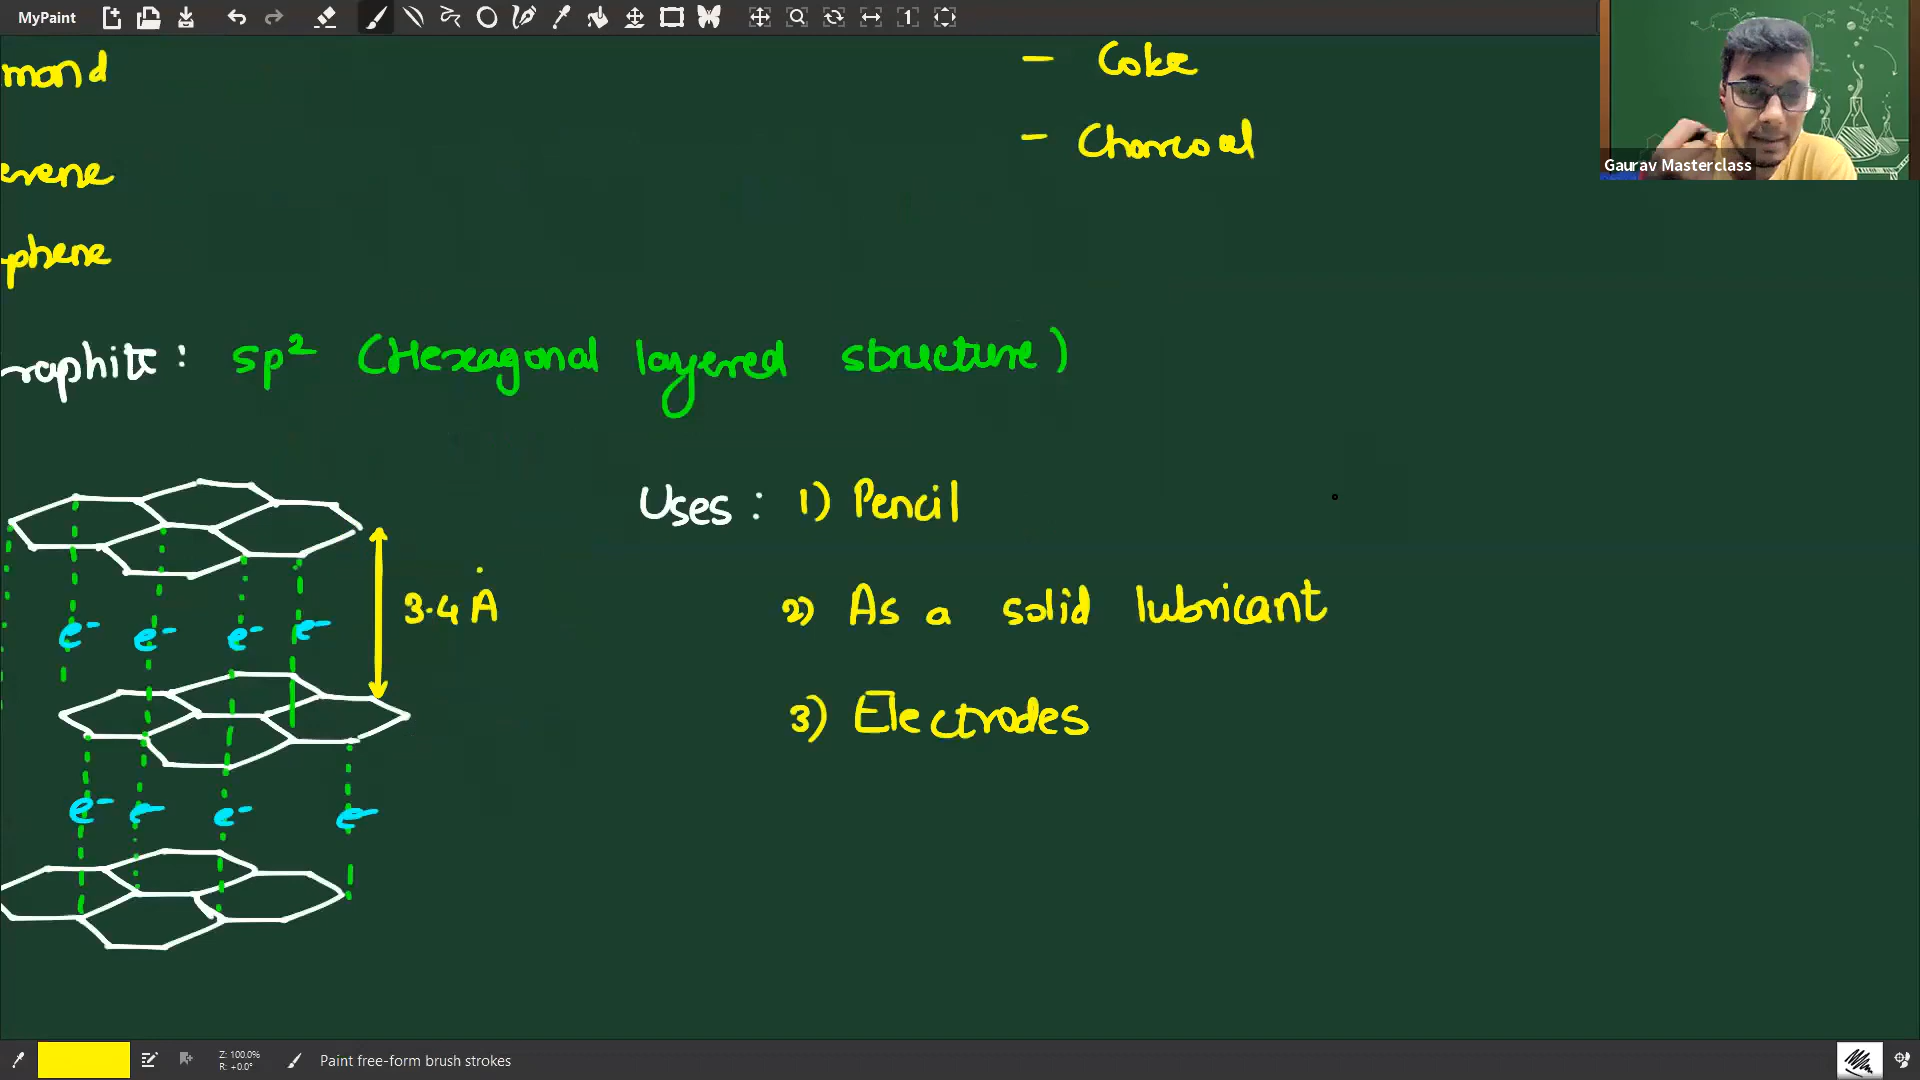 MyPaint
mond
- Coke
- Charcoal
Gaurav Masterclass
erene
phene
raphite : sp² (Hexagonal layered structure)
Uses : 1) Pencil
3.4 Å
2) As a solid lubricant
e⁻ e⁻ e⁻ e⁻
3) Electrodes
e⁻ e⁻ e⁻ e⁻
Z: 100.0%
R: +0.0°
Paint free-form brush strokes